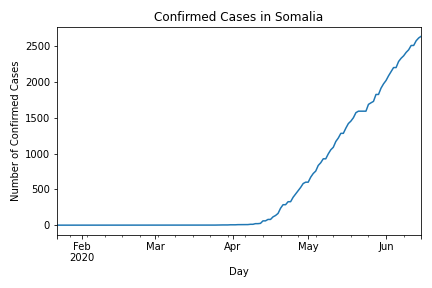 Confirmed Cases in Somalia
Number of Confirmed Cases
2500
2000
1500
1000
500
0
Feb Mar Apr May Jun
2020
Day